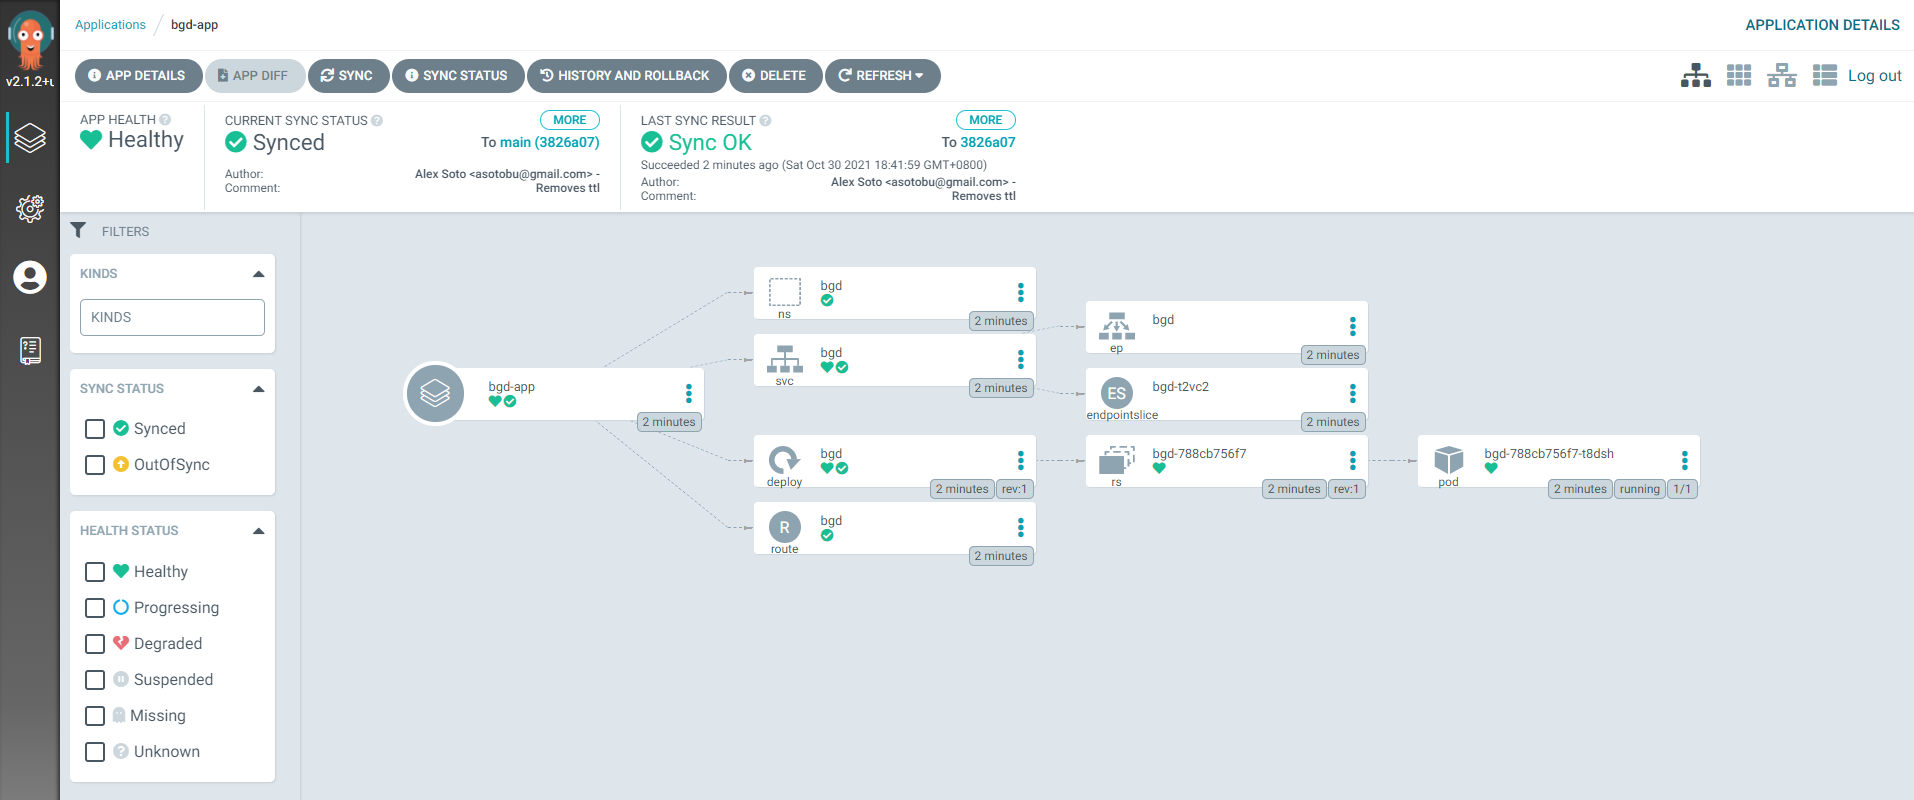 Applications / bgd-app
APPLICATION DETAILS
v2.1.2+u
APP DETAILS
APP DIFF
SYNC
SYNC STATUS
HISTORY AND ROLLBACK
DELETE
REFRESH
Log out
APP HEALTH
Healthy
CURRENT SYNC STATUS
MORE
Synced
To main (3826a07)
Author: Alex Soto <asotobu@gmail.com> -
Comment: Removes ttl
LAST SYNC RESULT
MORE
Sync OK
To 3826a07
Succeeded 2 minutes ago (Sat Oct 30 2021 18:41:59 GMT+0800)
Author: Alex Soto <asotobu@gmail.com> -
Comment: Removes ttl
FILTERS
KINDS
KINDS
SYNC STATUS
Synced
OutOfSync
HEALTH STATUS
Healthy
Progressing
Degraded
Suspended
Missing
Unknown
bgd-app
2 minutes
bgd
ns
2 minutes
bgd
svc
2 minutes
bgd
deploy
2 minutes
rev:1
R
bgd
route
2 minutes
bgd
ep
2 minutes
ES
bgd-t2vc2
endpointslice
2 minutes
bgd-788cb756f7
rs
2 minutes
rev:1
bgd-788cb756f7-t8dsh
pod
2 minutes
running
1/1